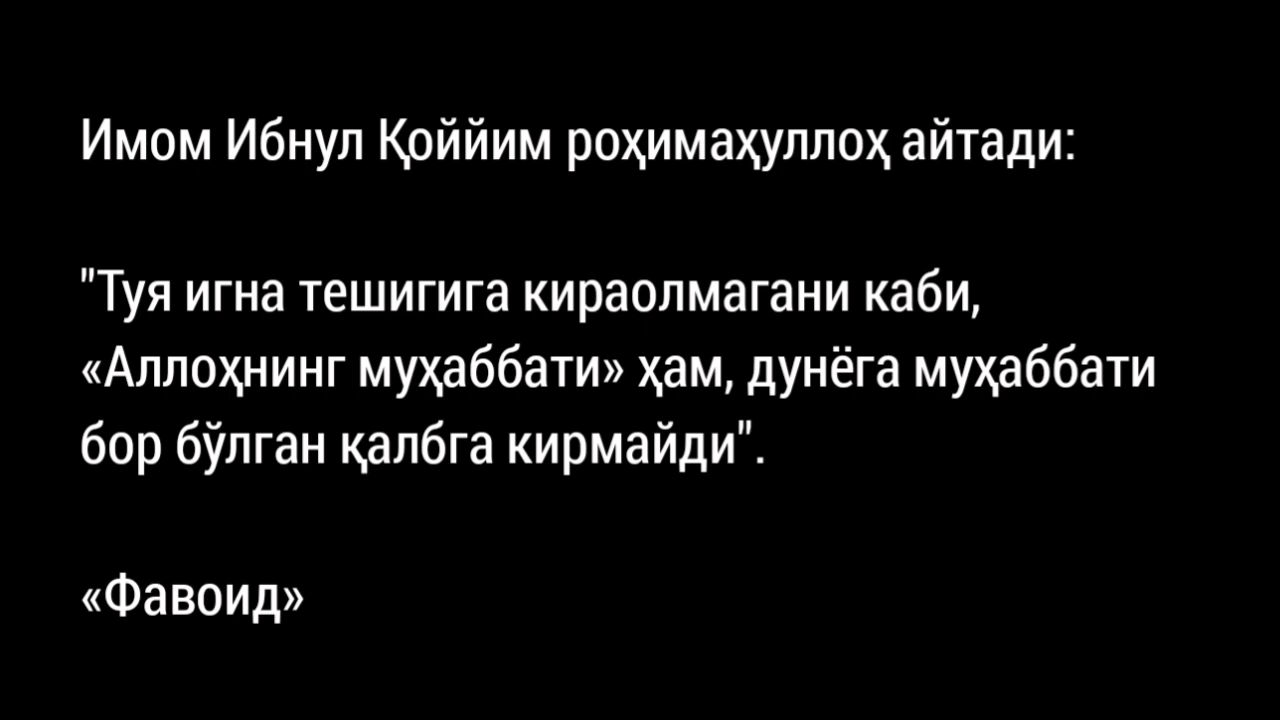 Имом Ибнул Қоййим роҳимаҳуллоҳ айтади:
"Туя игна тешигига кираолмагани каби,
«Аллоҳнинг муҳаббати» ҳам, дунёга муҳаббати
бор бўлган қалбга кирмайди".
«Фавоид»